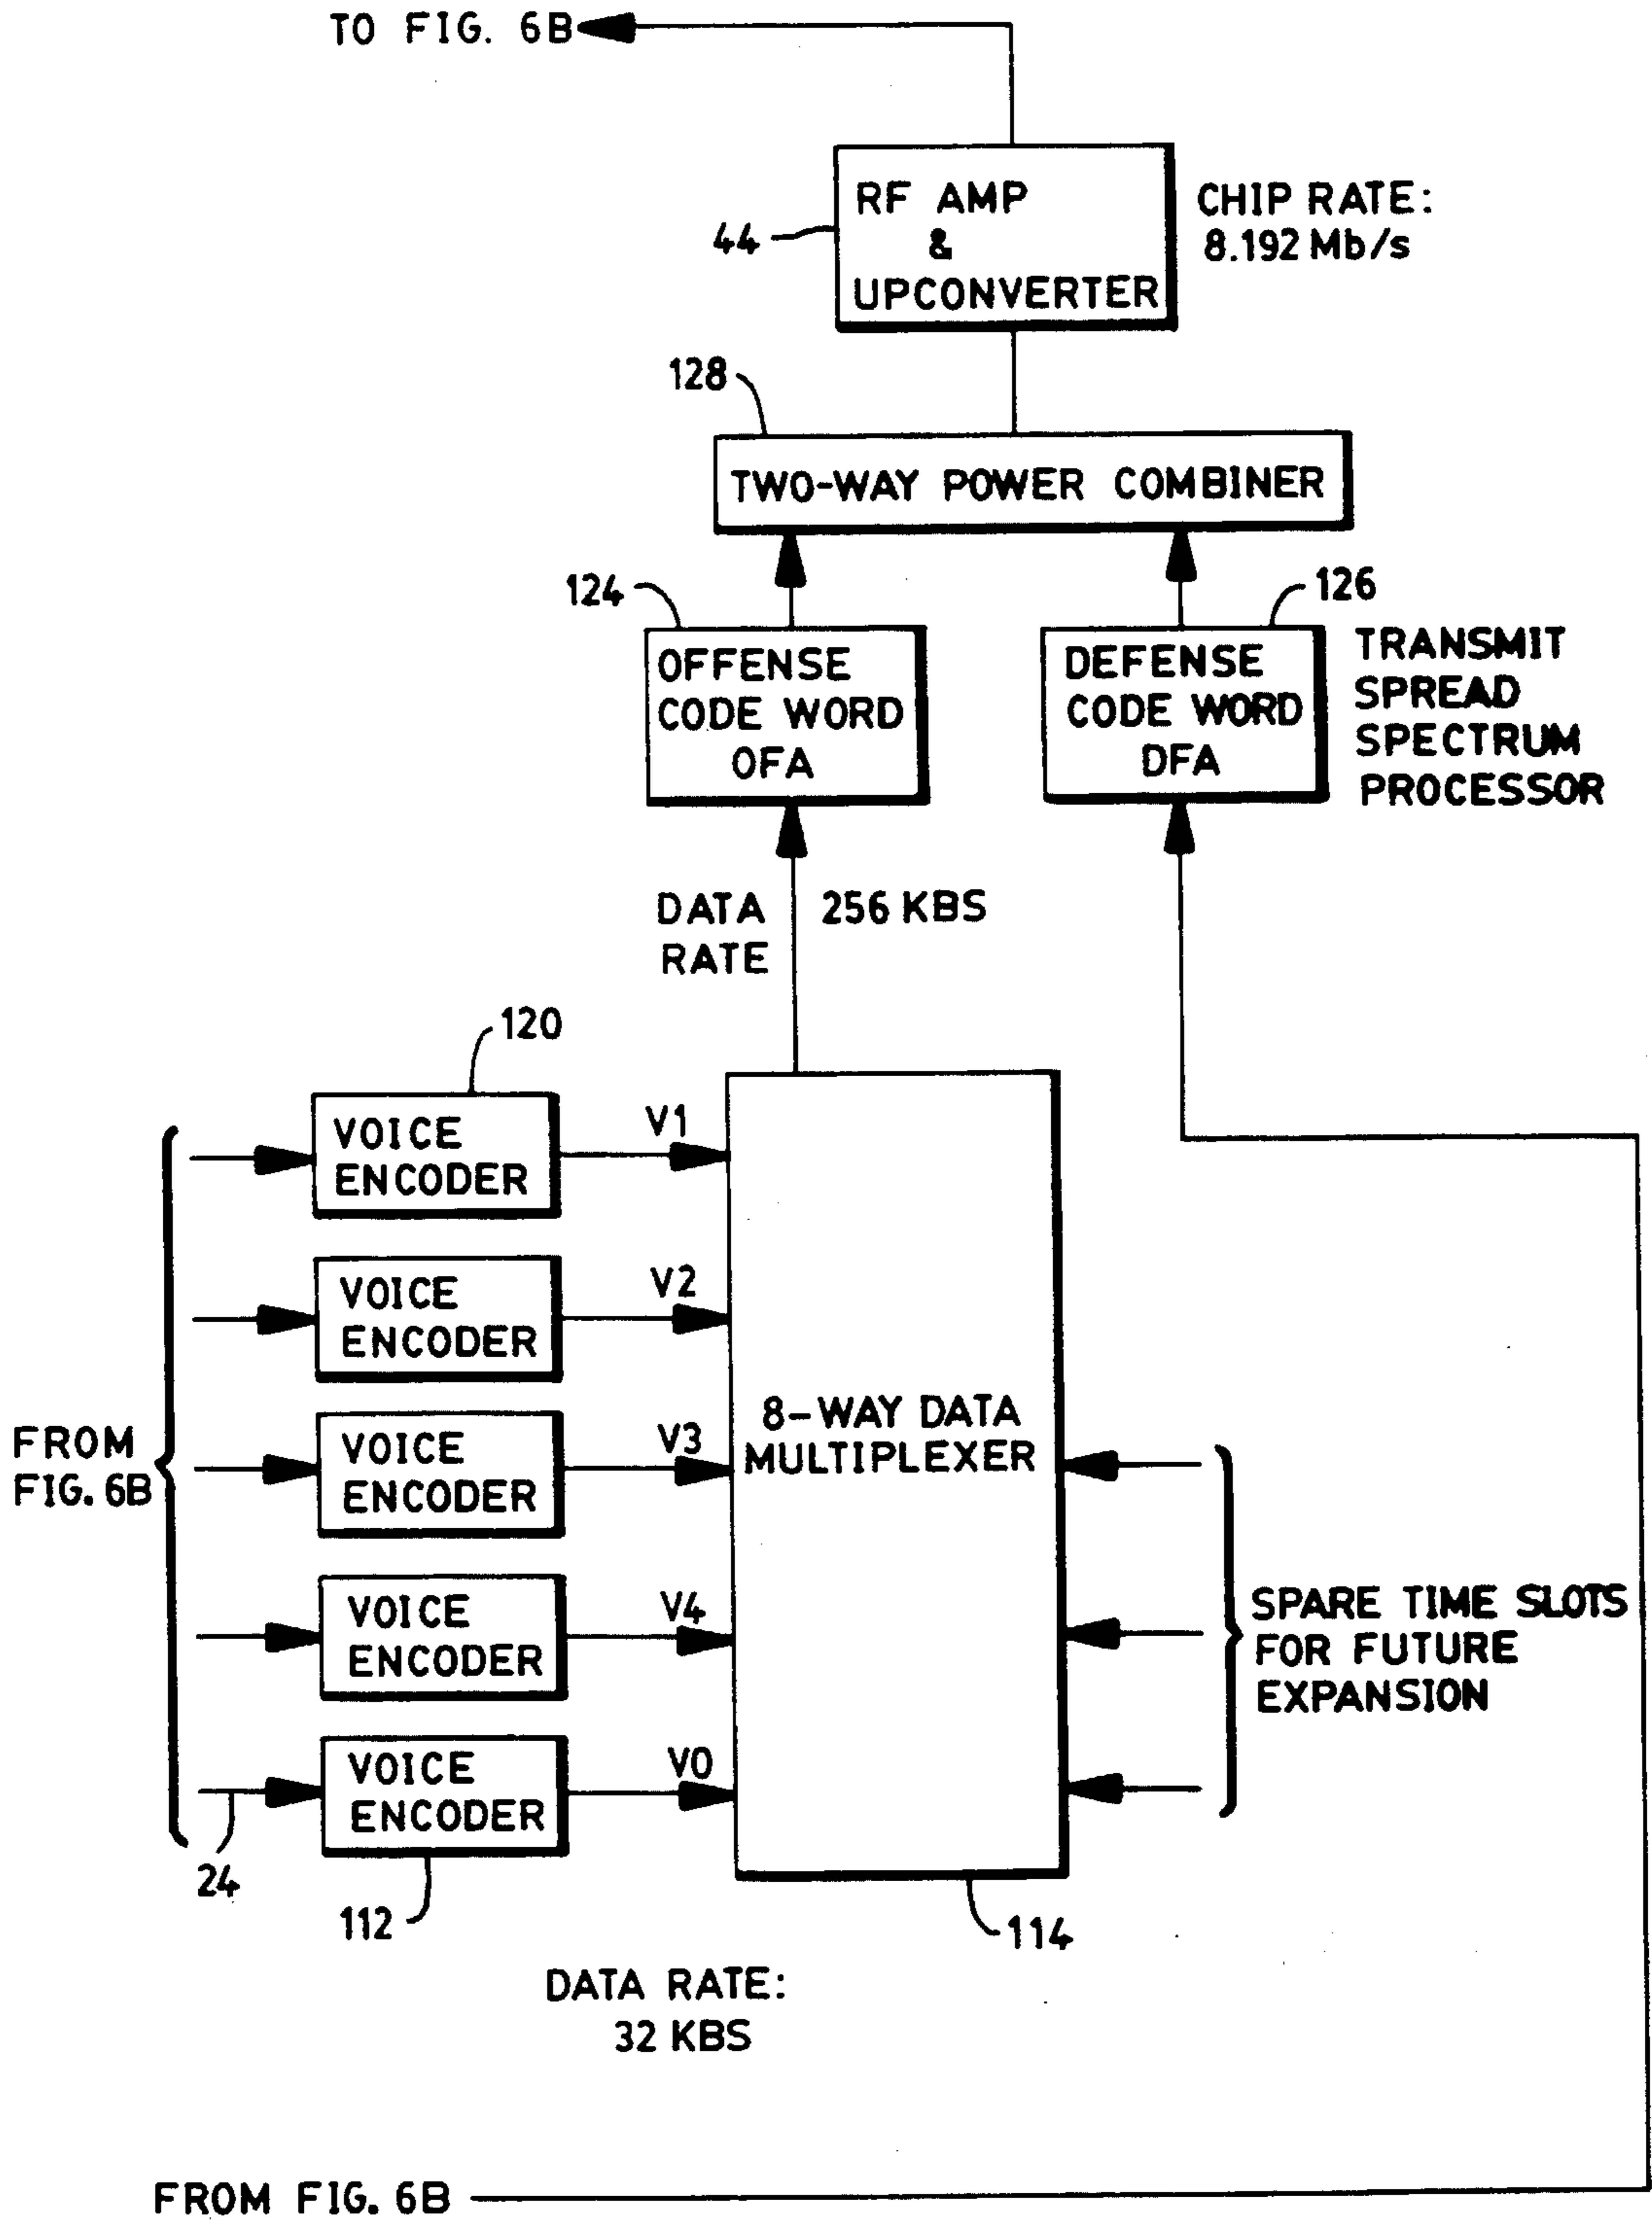 TO FIG. 6B
RF AMP
&
UPCONVERTER
44
CHIP RATE:
8.192 Mb/s
128
TWO-WAY POWER COMBINER
124
126
OFFENSE
CODE WORD
OFA
DEFENSE
CODE WORD
DFA
TRANSMIT
SPREAD
SPECTRUM
PROCESSOR
DATA
RATE
256 KBS
120
VOICE
ENCODER
V1
VOICE
ENCODER
V2
VOICE
ENCODER
V3
VOICE
ENCODER
V4
VOICE
ENCODER
V0
FROM
FIG. 6B
8-WAY DATA
MULTIPLEXER
SPARE TIME SLOTS
FOR FUTURE
EXPANSION
24
112
114
DATA RATE:
32 KBS
FROM FIG. 6B